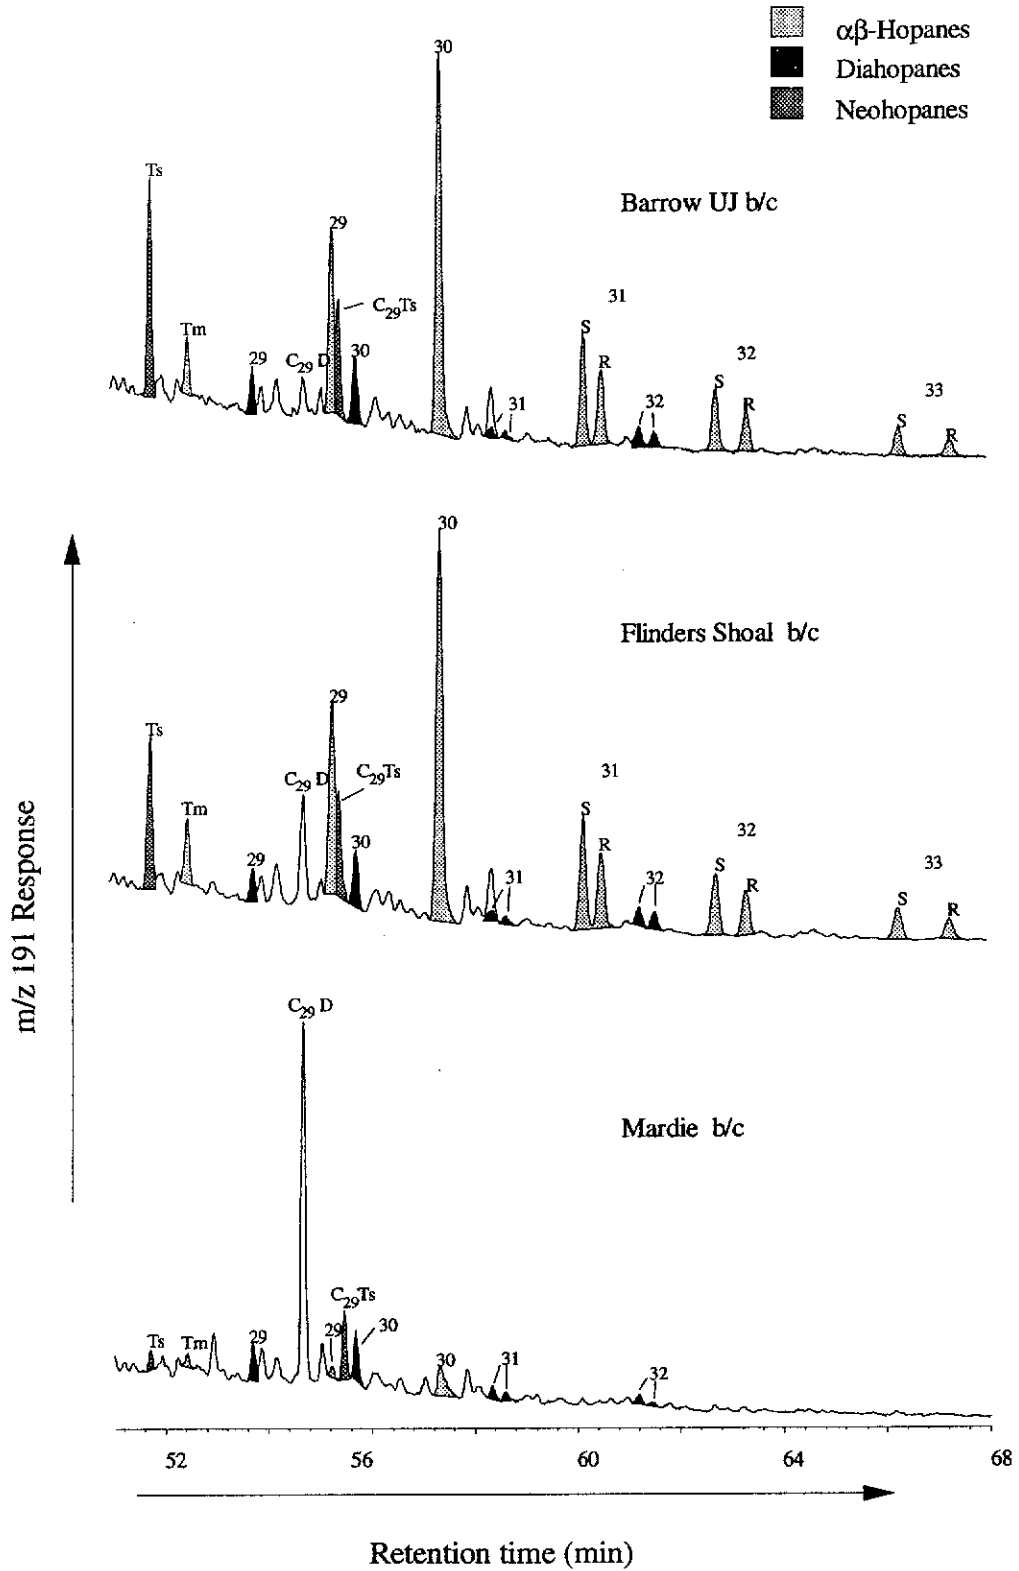 αβ-Hopanes
Diahopanes
Neohopanes
Barrow UJ b/c
30
Ts
29
C29Ts
Tm
29
C29 D
30
31
31
S
R
32
32
S
R
33
S
R
Flinders Shoal b/c
30
29
Ts
C29 D
C29Ts
Tm
29
30
31
31
S
R
32
32
S
R
33
S
R
Mardie b/c
C29 D
C29Ts
Ts
Tm
29
29
30
30
31
32
m/z 191 Response
52
56
60
64
68
Retention time (min)